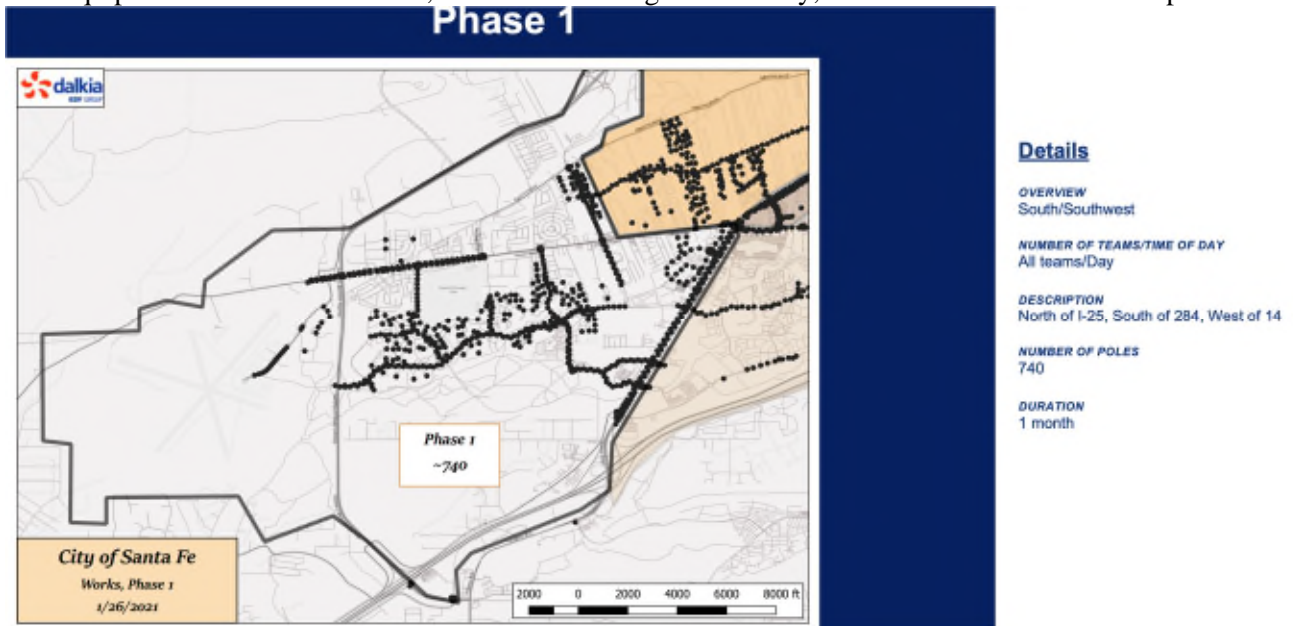 Phase 1
dalkia
EDF GROUP
Phase 1
~740
City of Santa Fe
Works, Phase 1
1/26/2021
2000 0 2000 4000 6000 8000 ft
Details
OVERVIEW
South/Southwest
NUMBER OF TEAMS/TIME OF DAY
All teams/Day
DESCRIPTION
North of I-25, South of 284, West of 14
NUMBER OF POLES
740
DURATION
1 month